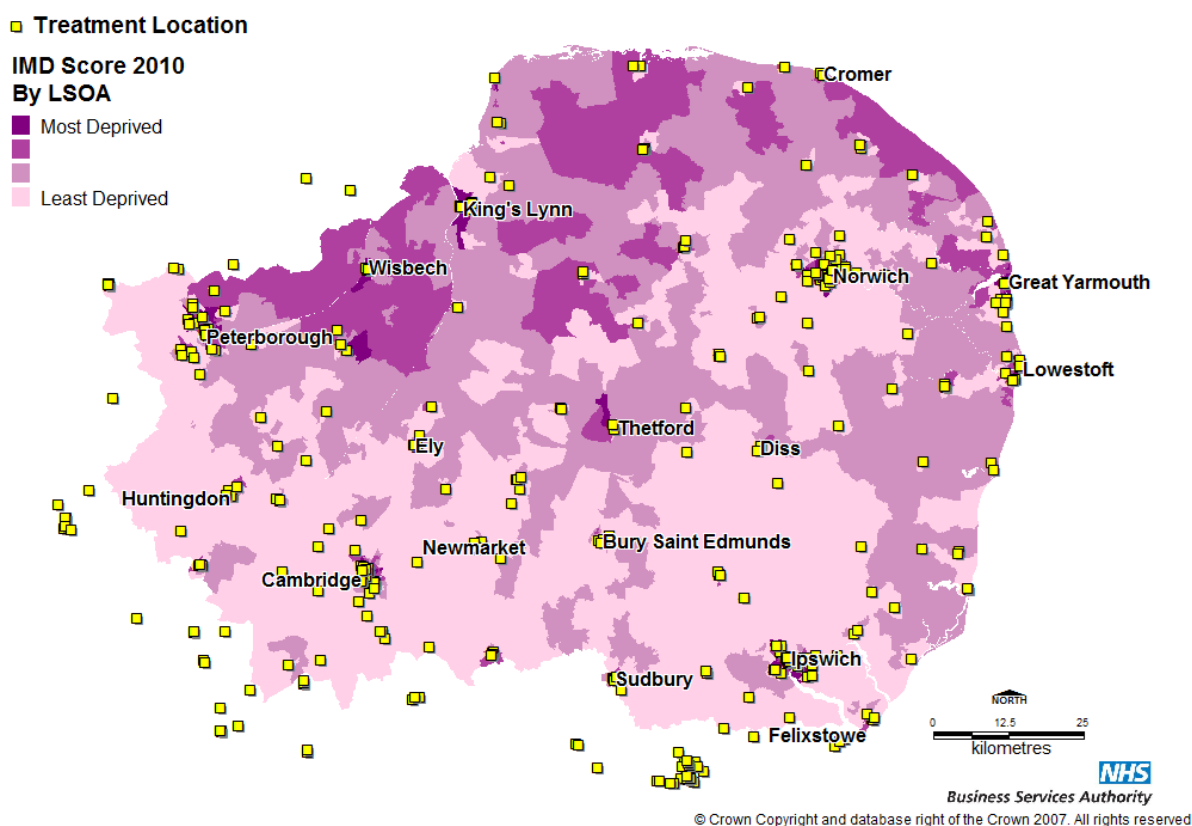 Treatment Location
IMD Score 2010
By LSOA
Most Deprived
Least Deprived
Cromer
King's Lynn
Wisbech
Norwich
Great Yarmouth
Peterborough
Lowestoft
Thetford
Ely
Diss
Huntingdon
Newmarket
Bury Saint Edmunds
Cambridge
Ipswich
Sudbury
Felixstowe
NORTH
0 12.5 25
kilometres
NHS
Business Services Authority
© Crown Copyright and database right of the Crown 2007. All rights reserved